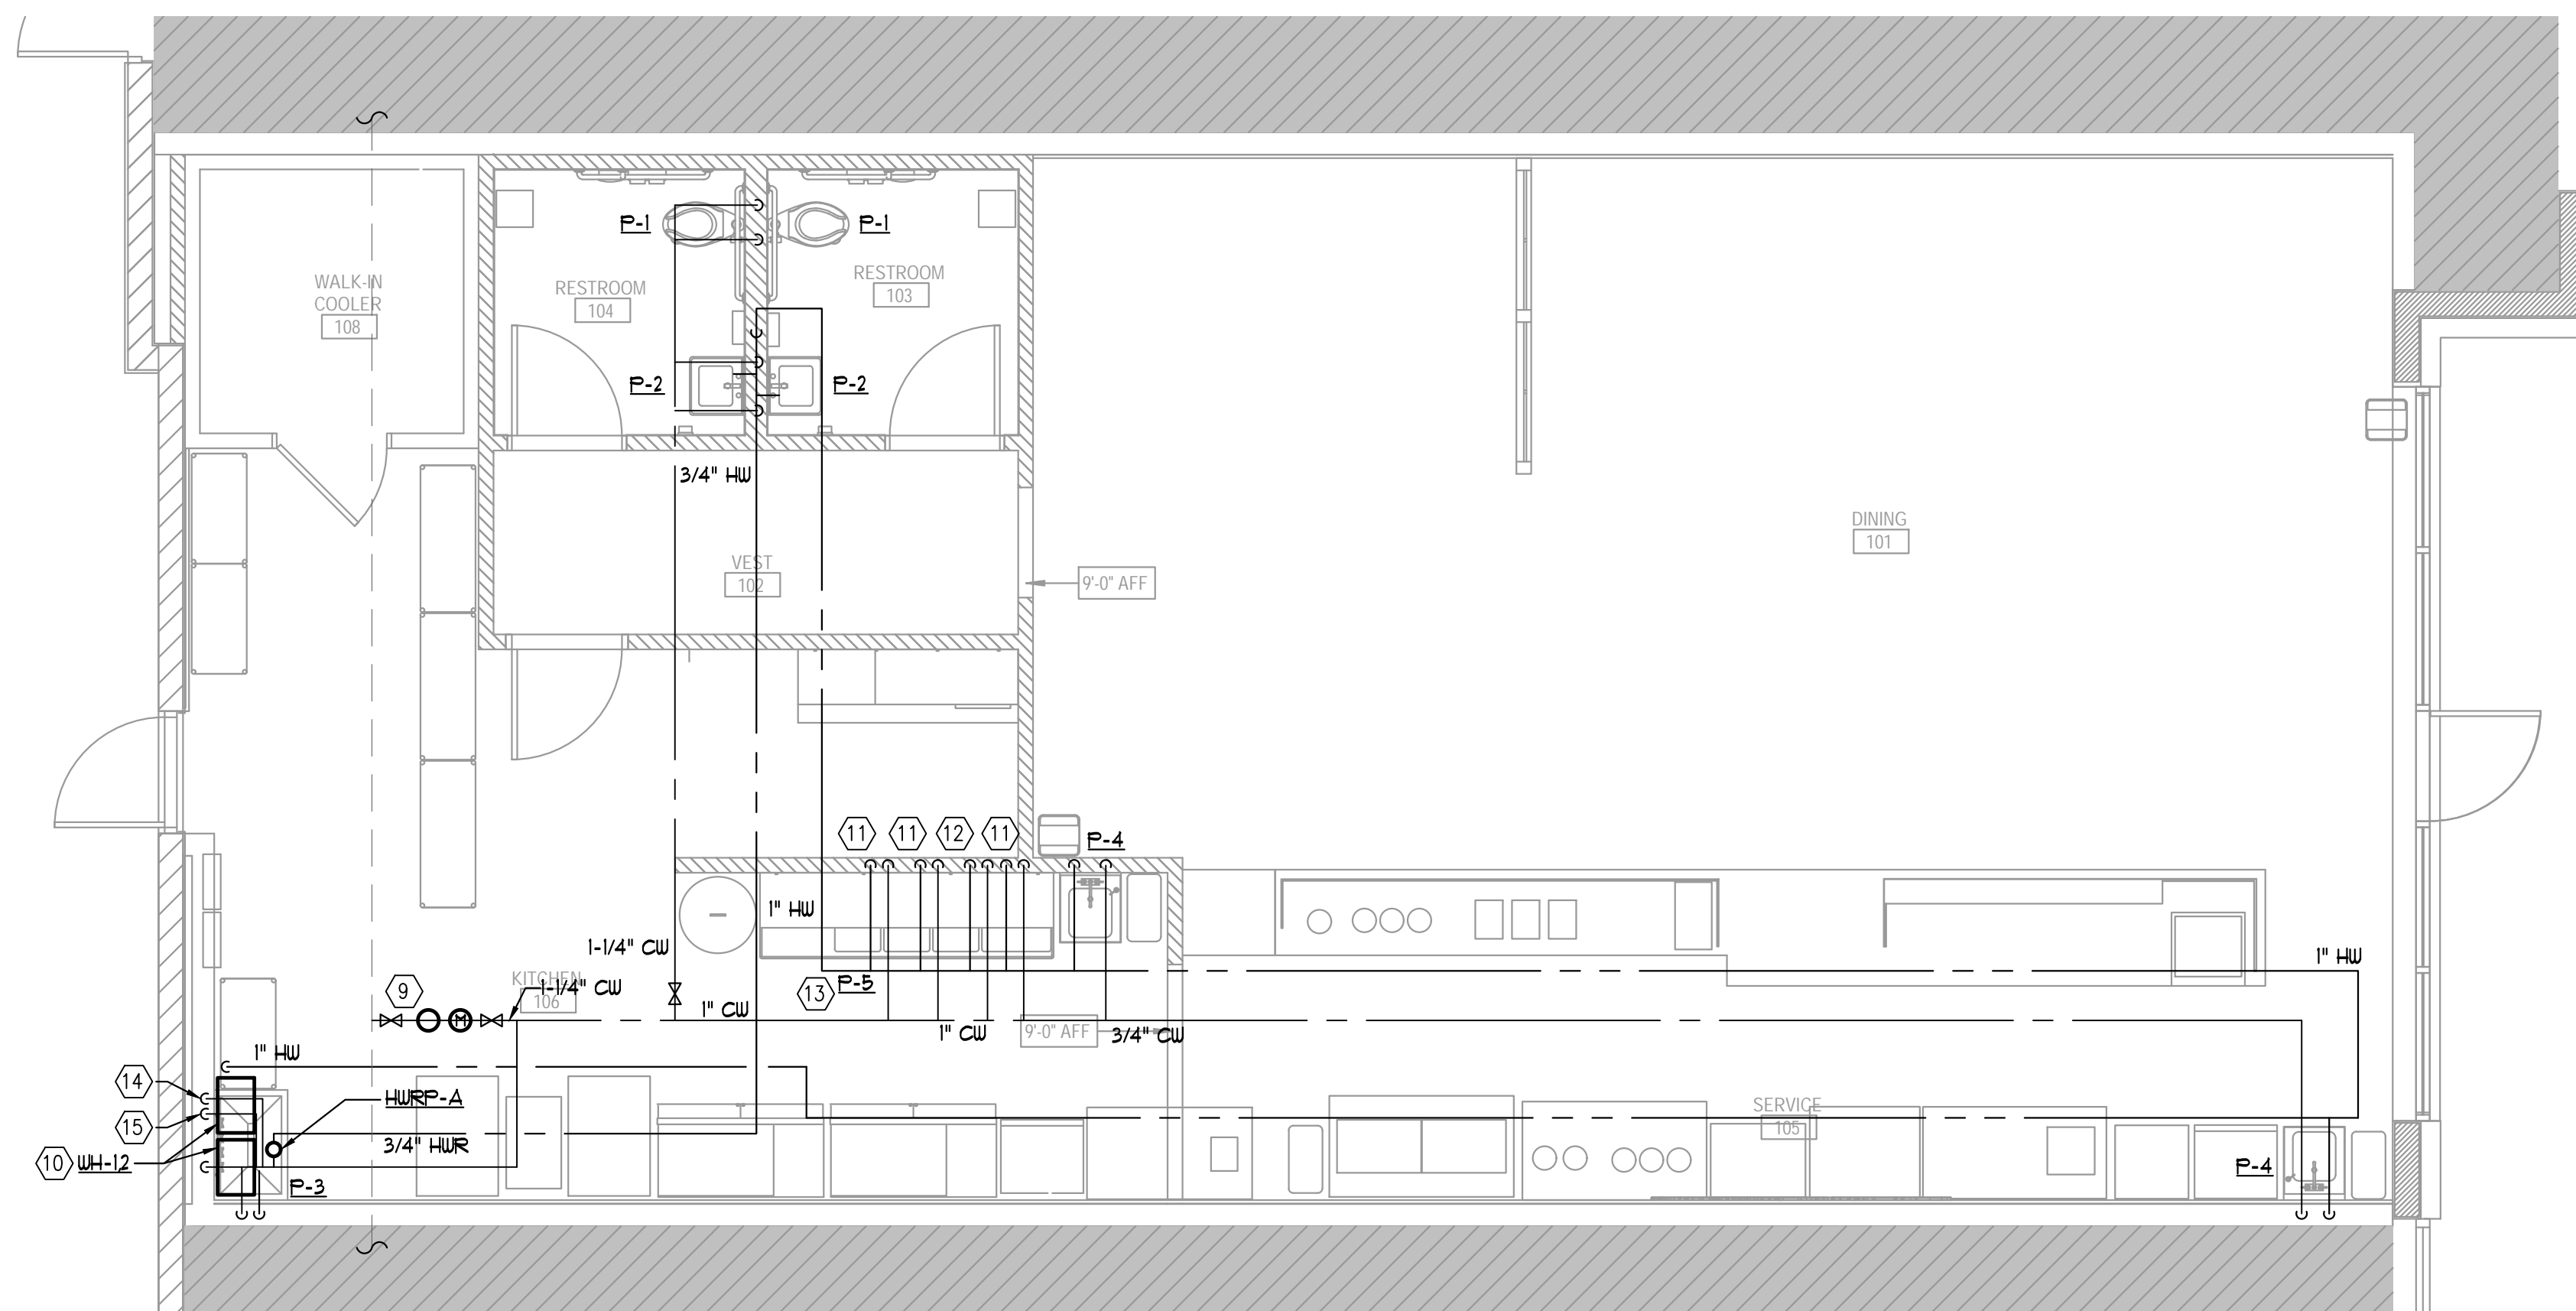 P-1
P-1
WALK-IN
COOLER
108
RESTROOM
104
RESTROOM
103
P-2
P-2
3/4" HW
VEST
102
9'-0" AFF
DINING
101
11
11
12
11
P-4
1" HW
1-1/4" CW
9
KITCHEN
106
1-1/4" CW
M
1" CW
13
P-5
1" CW
9'-0" AFF
3/4" CW
1" HW
1" HW
14
15
10
WH-1,2
HWRP-A
3/4" HWR
P-3
SERVICE
105
P-4